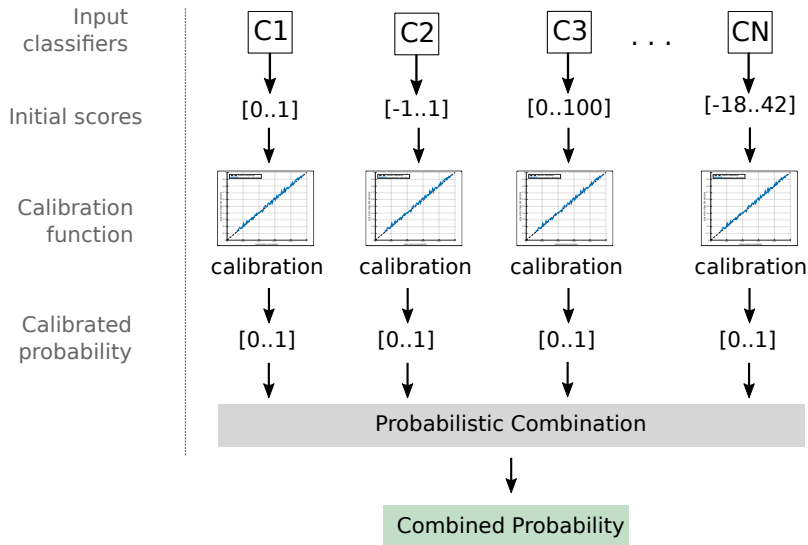 Input
classifiers
C1
C2
C3
. . .
CN
Initial scores
[0..1]
[-1..1]
[0..100]
[-18..42]
Calibration
function
calibration
calibration
calibration
calibration
Calibrated
probability
[0..1]
[0..1]
[0..1]
[0..1]
Probabilistic Combination
Combined Probability